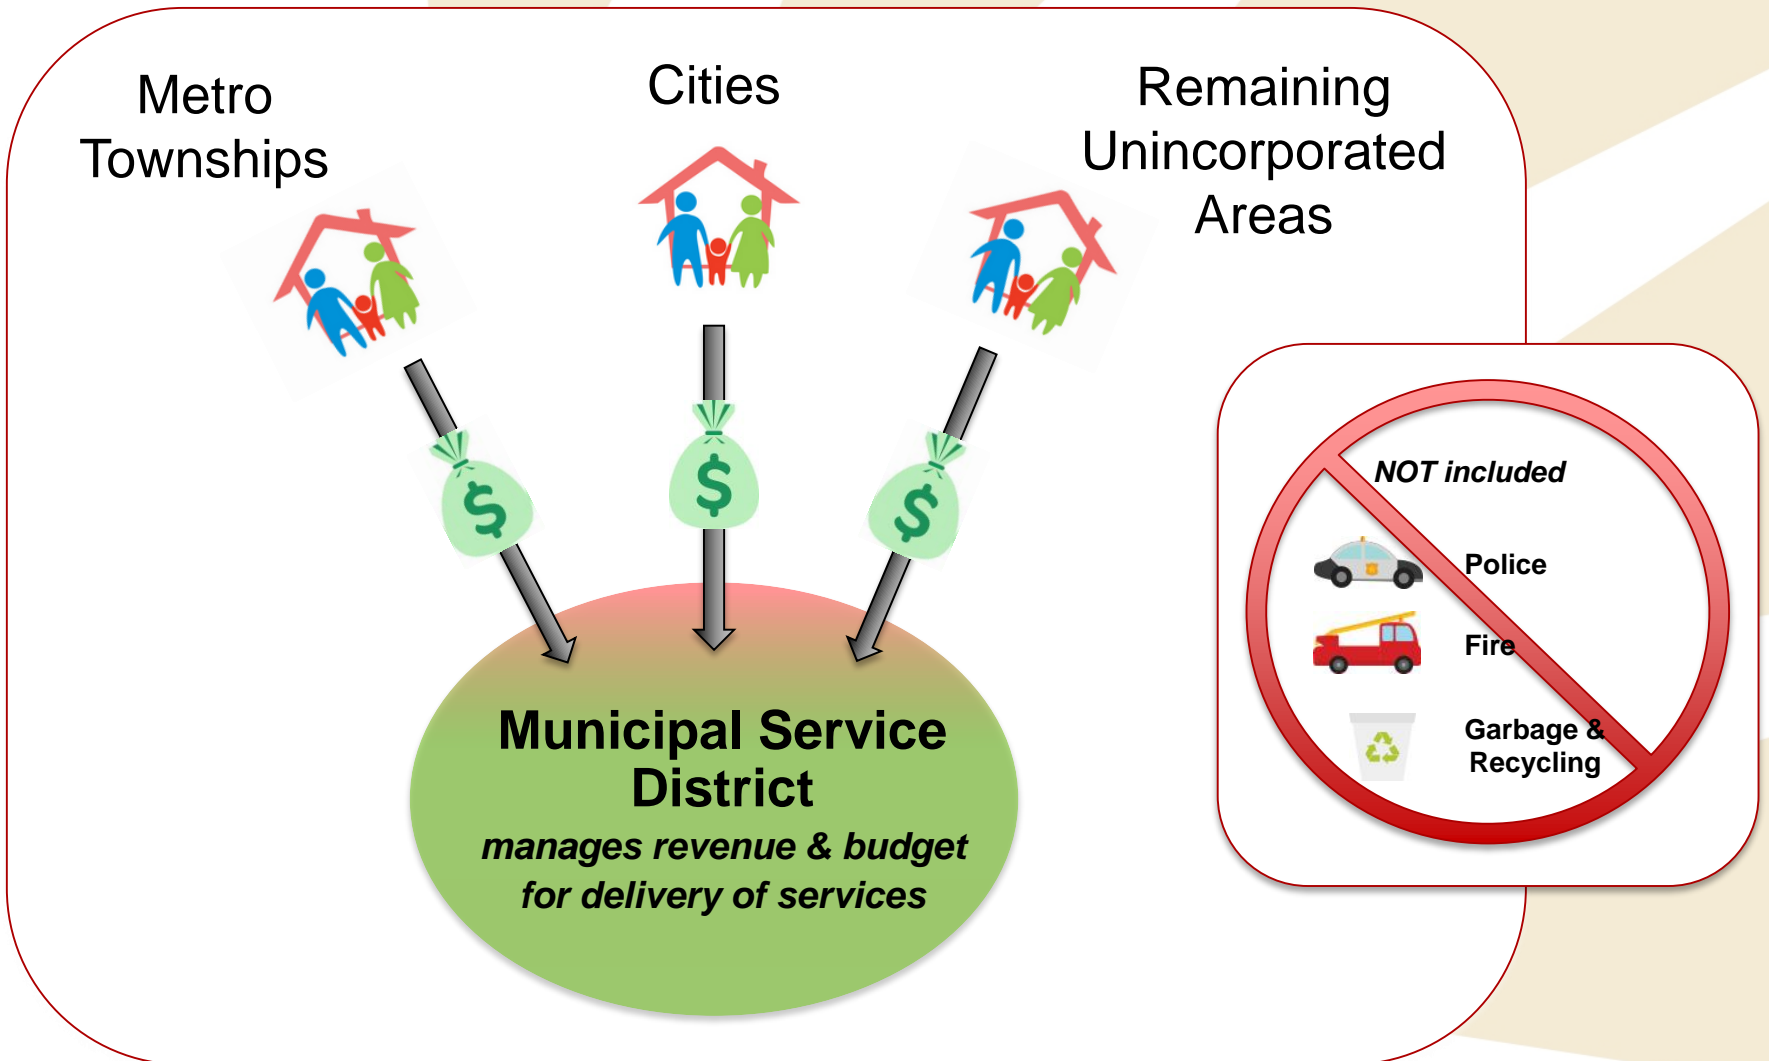 Metro
Townships
Cities
Remaining
Unincorporated
Areas
$
$
$
Municipal Service
District
manages revenue & budget
for delivery of services
NOT included
Police
Fire
Garbage &
Recycling